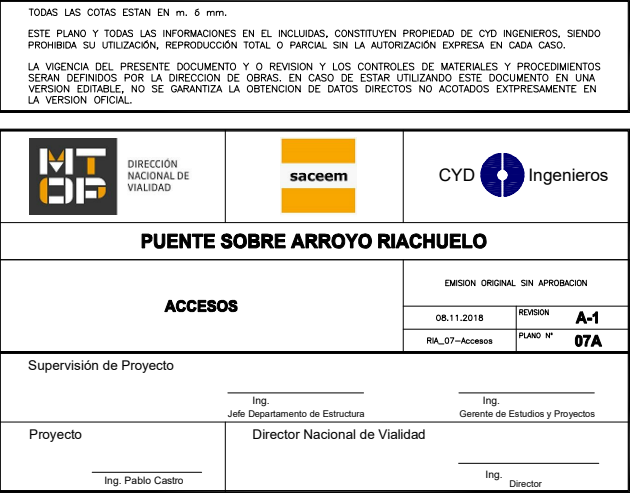 TODAS LAS COTAS ESTAN EN m. ó mm.
ESTE PLANO Y TODAS LAS INFORMACIONES EN EL INCLUIDAS, CONSTITUYEN PROPIEDAD DE CYD INGENIEROS, SIENDO
PROHIBIDA SU UTILIZACIÓN, REPRODUCCIÓN TOTAL O PARCIAL SIN LA AUTORIZACIÓN EXPRESA EN CADA CASO.
LA VIGENCIA DEL PRESENTE DOCUMENTO Y O REVISION Y LOS CONTROLES DE MATERIALES Y PROCEDIMIENTOS
SERAN DEFINIDOS POR LA DIRECCION DE OBRAS. EN CASO DE ESTAR UTILIZANDO ESTE DOCUMENTO EN UNA
VERSION EDITABLE, NO SE GARANTIZA LA OBTENCION DE DATOS DIRECTOS NO ACOTADOS EXTPRESAMENTE EN
LA VERSION OFICIAL.
MT
OP
DIRECCIÓN
NACIONAL DE
VIALIDAD
saceem
CYD Ingenieros
PUENTE SOBRE ARROYO RIACHUELO
ACCESOS
EMISION ORIGINAL SIN APROBACION
08.11.2018
REVISION
A-1
RIA_07-Accesos
PLANO N°
07A
Supervisión de Proyecto
Ing.
Jefe Departamento de Estructura
Ing.
Gerente de Estudios y Proyectos
Proyecto
Ing. Pablo Castro
Director Nacional de Vialidad
Ing.
Director